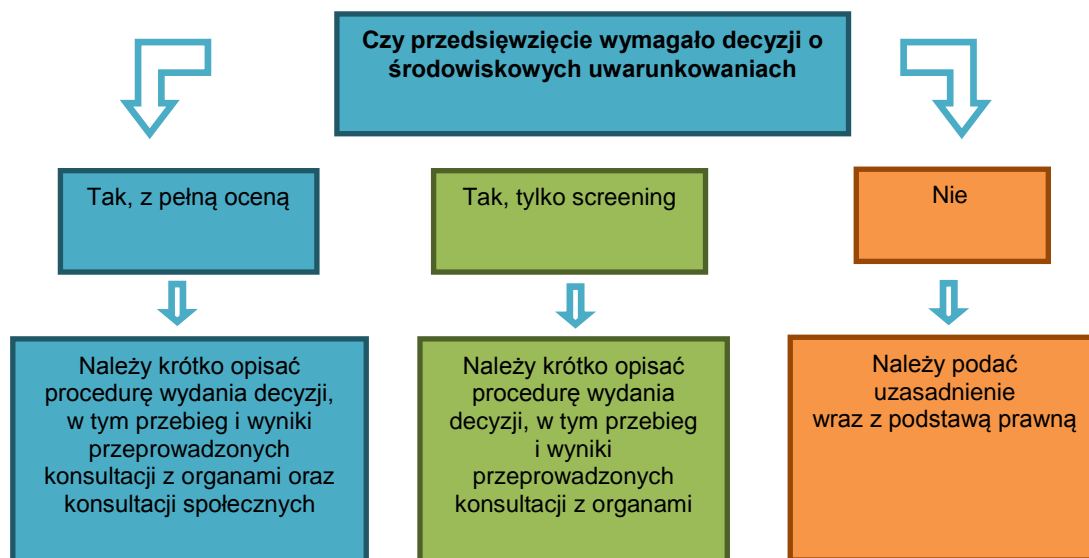 Czy przedsięwzięcie wymagało decyzji o
środowiskowych uwarunkowaniach
Tak, z pełną oceną
Tak, tylko screening
Nie
Należy krótko opisać
procedurę wydania decyzji,
w tym przebieg i wyniki
przeprowadzonych
konsultacji z organami oraz
konsultacji społecznych
Należy krótko opisać
procedurę wydania
decyzji, w tym przebieg
i wyniki
przeprowadzonych
konsultacji z organami
Należy podać
uzasadnienie
wraz z podstawą prawną